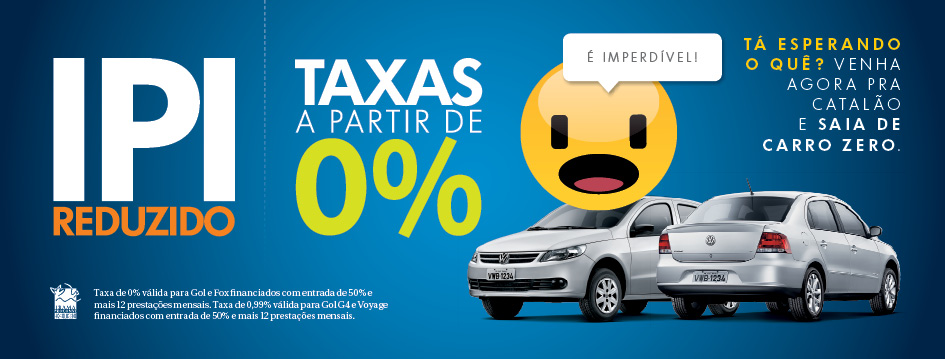 IPI
REDUZIDO
TAXAS
A PARTIR DE
0%
É IMPERDÍVEL!
TÁ ESPERANDO
O QUÊ? VENHA
AGORA PRA
CATALÃO
E SAIA DE
CARRO ZERO.
VWB-1234
VWB-1234
Taxa de 0% válida para Gol e Fox financiados com entrada de 50% e
mais 12 prestações mensais. Taxa de 0,99% válida para Gol G4 e Voyage
financiados com entrada de 50% e mais 12 prestações mensais.
IBAMA